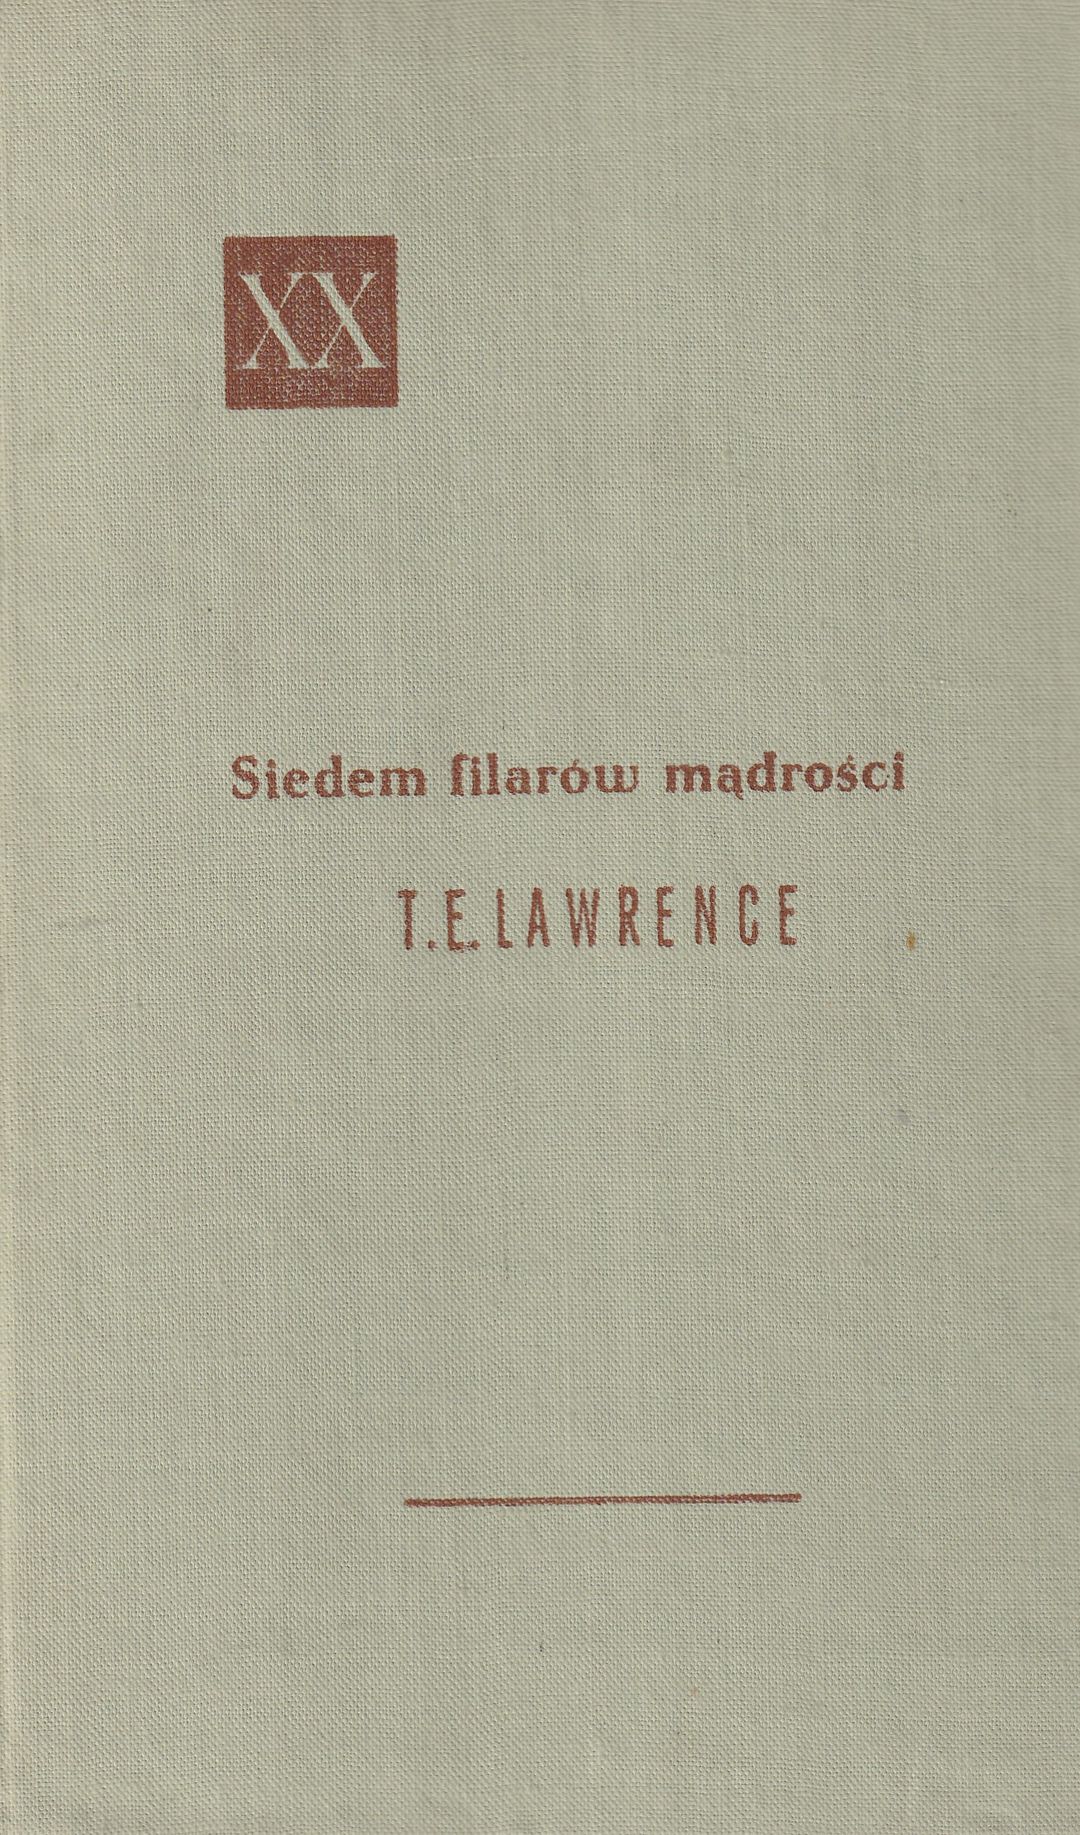 XX
Siedem filarów mądrości
T.E. LAWRENCE